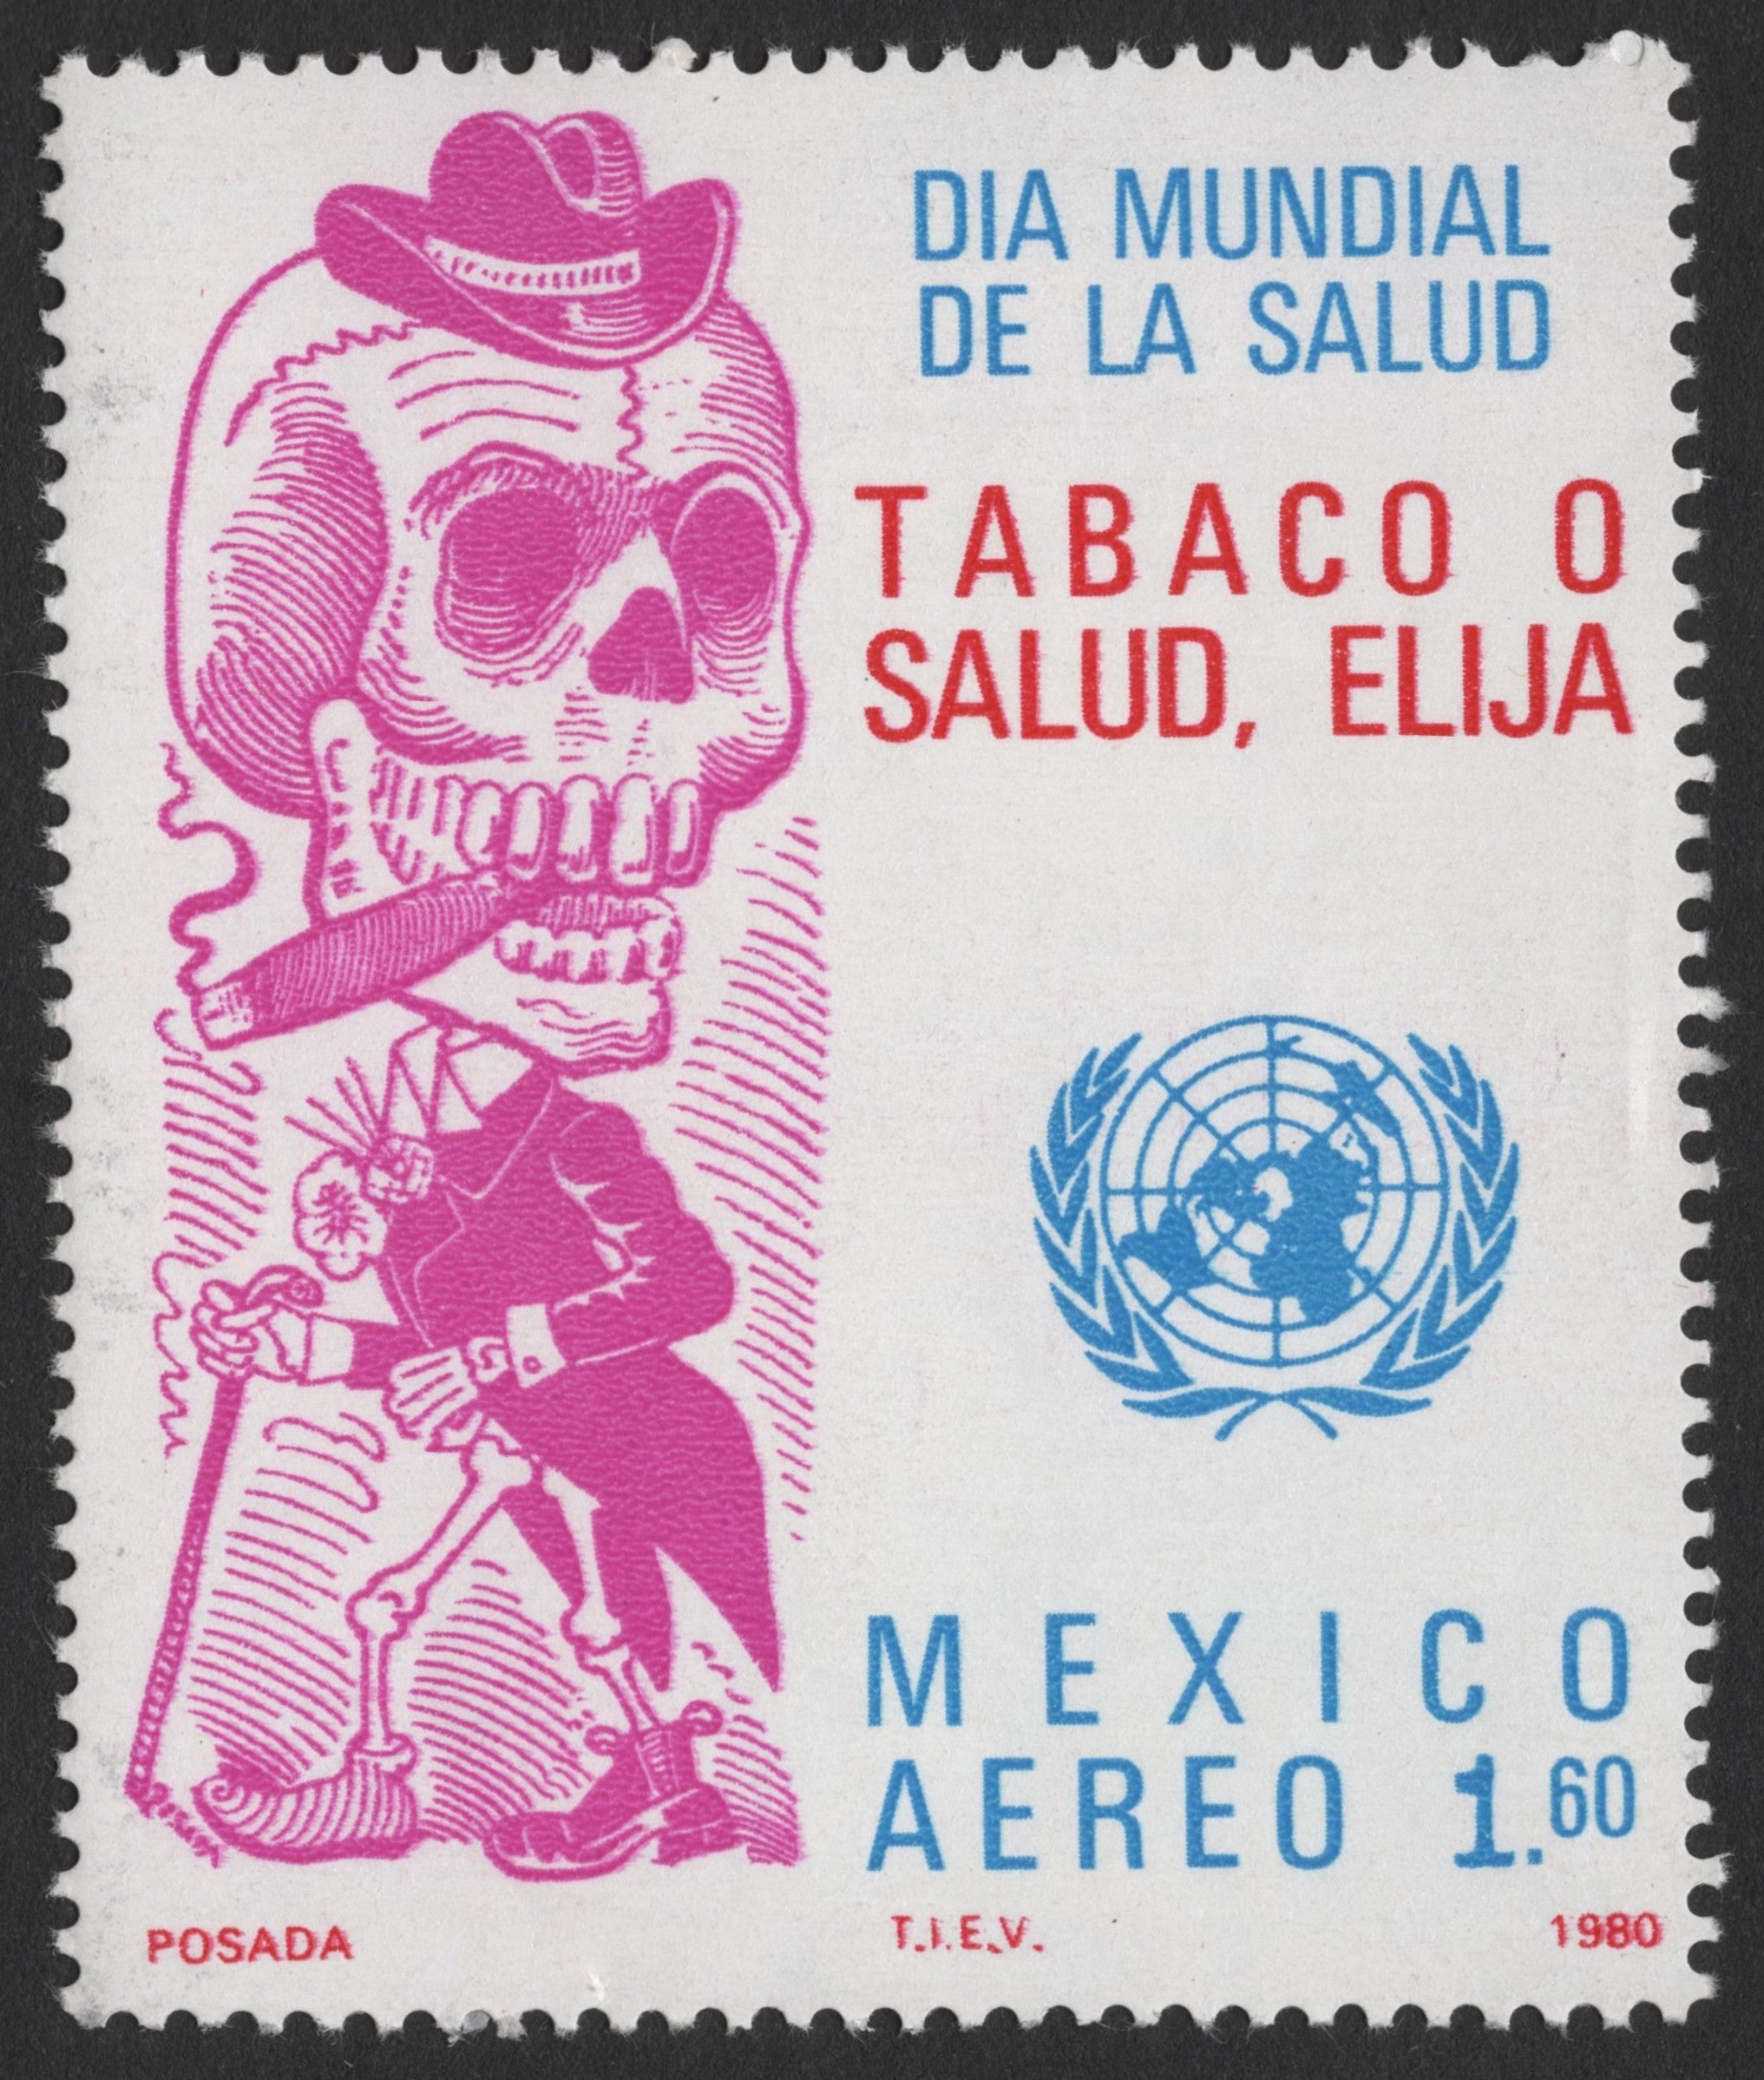 DIA MUNDIAL
DE LA SALUD
TABACO O
SALUD, ELIJA
MEXICO
AEREO 1.60
POSADA
T.I.E.V.
1980